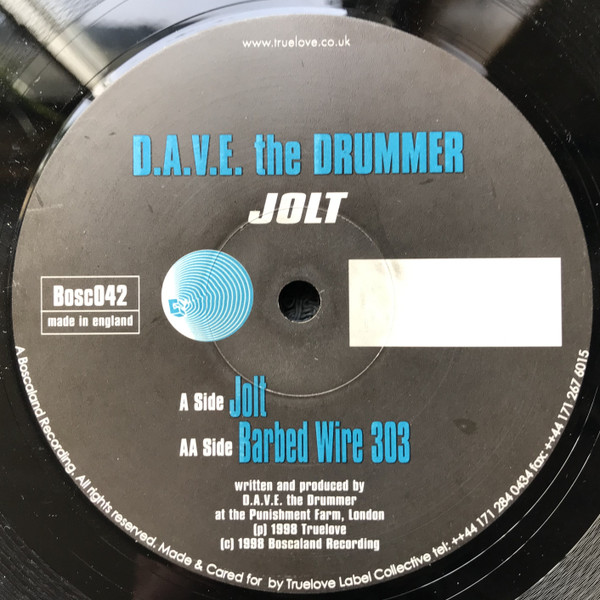 www.truelove.co.uk
D.A.V.E. the DRUMMER
JOLT
Bosc042
made in england
A Side Jolt
AA Side Barbed Wire 303
written and produced by
D.A.V.E. the Drummer
at the Punishment Farm, London
(p) 1998 Truelove
(c) 1998 Boscaland Recording
A Boscaland Recording. All rights reserved. Made & Cared for by Truelove Label Collective tel: ++44 171 284 0434 fax: ++44 171 267 6015